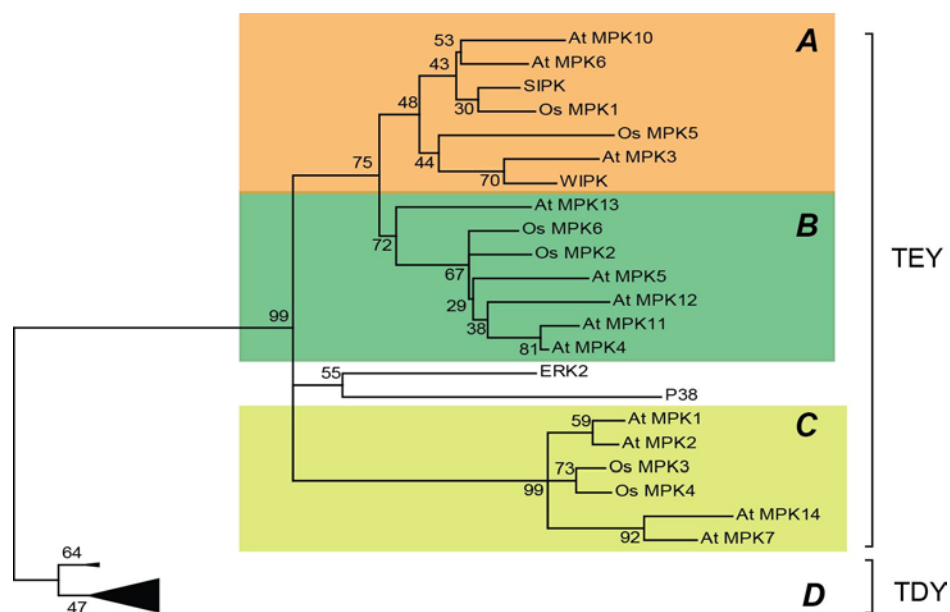 53
At MPK10
A
43
At MPK6
SIPK
48
30
Os MPK1
Os MPK5
75
44
At MPK3
70
WIPK
At MPK13
B
72
Os MPK6
67
Os MPK2
TEY
29
At MPK5
At MPK12
99
38
At MPK11
81
At MPK4
55
ERK2
P38
59
At MPK1
C
At MPK2
73
Os MPK3
99
Os MPK4
At MPK14
92
At MPK7
64
47
D
TDY